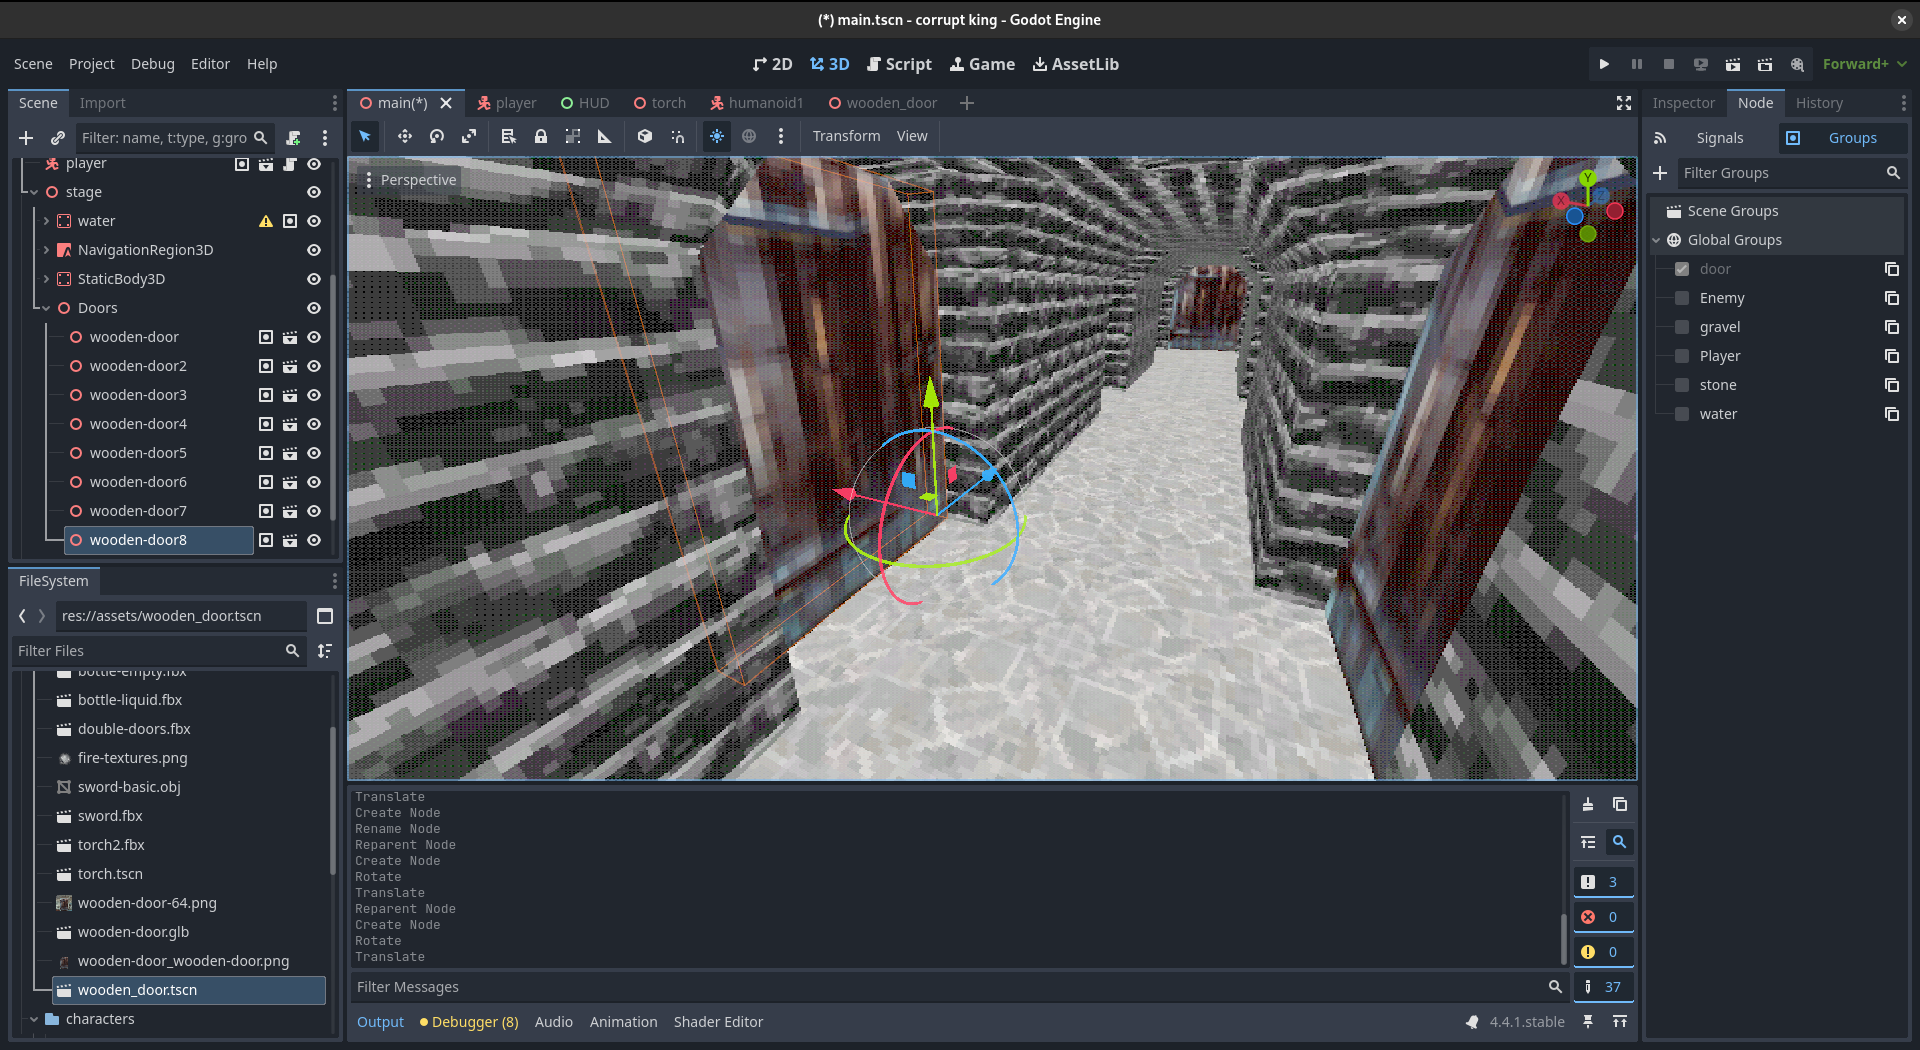 (*) main.tscn - corrupt king - Godot Engine
Scene Project Debug Editor Help
2D 3D Script Game AssetLib
Forward+
Scene Import
main(*) player HUD torch humanoid1 wooden_door
Inspector Node History
Filter: name, t:type, g:gro
Transform View
Signals Groups
Filter Groups
player
stage
water
NavigationRegion3D
StaticBody3D
Doors
wooden-door
wooden-door2
wooden-door3
wooden-door4
wooden-door5
wooden-door6
wooden-door7
wooden-door8
Perspective
Y
X
Z
Scene Groups
Global Groups
door
Enemy
gravel
Player
stone
water
FileSystem
res://assets/wooden_door.tscn
Filter Files
bottle-empty.fbx
bottle-liquid.fbx
double-doors.fbx
fire-textures.png
sword-basic.obj
sword.fbx
torch2.fbx
torch.tscn
wooden-door-64.png
wooden-door.glb
wooden-door_wooden-door.png
wooden_door.tscn
characters
Translate
Create Node
Rename Node
Reparent Node
Create Node
Rotate
Translate
Reparent Node
Create Node
Rotate
Translate
3
0
0
37
Filter Messages
Output Debugger (8) Audio Animation Shader Editor
4.4.1.stable